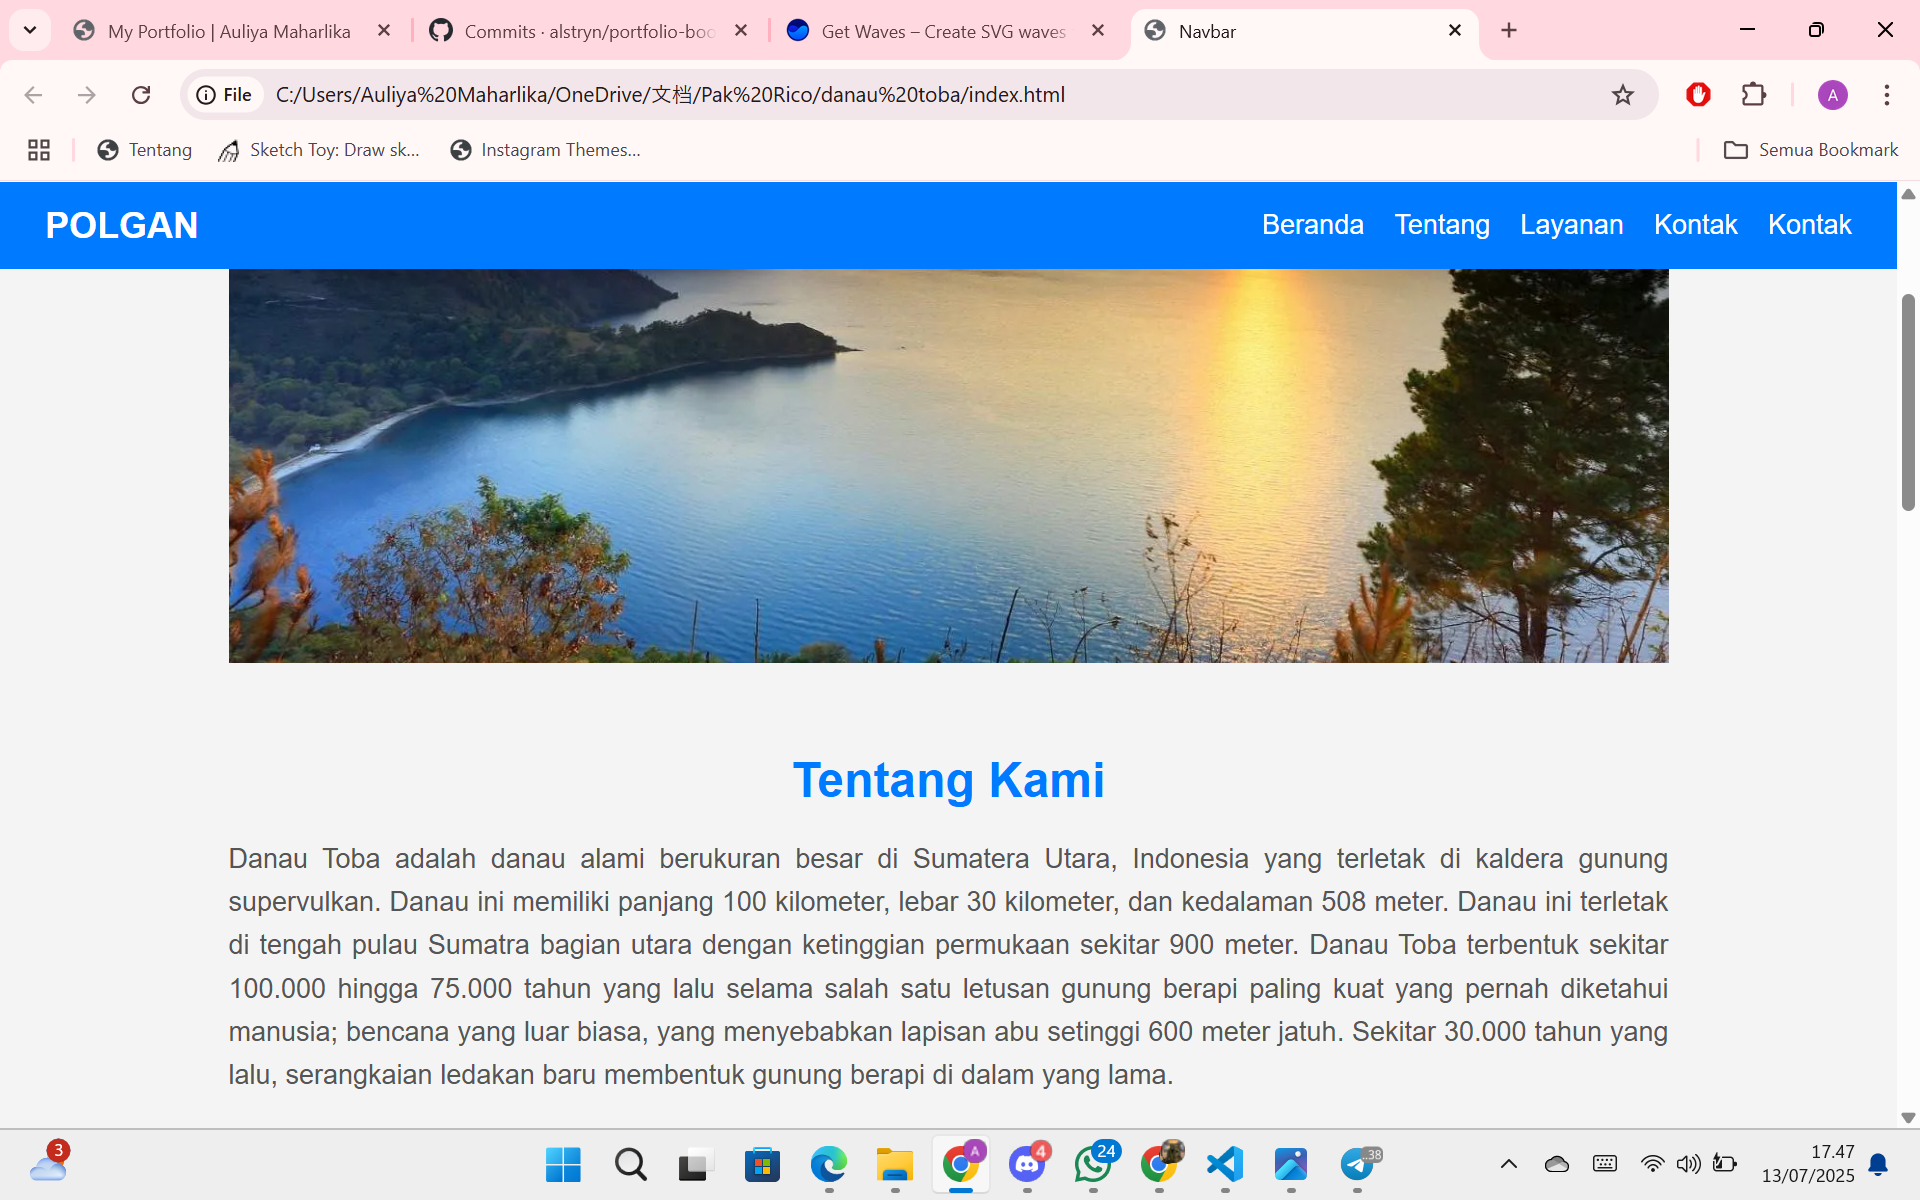 My Portfolio | Auliya Maharlika
Commits · alstryn/portfolio-boo
Get Waves – Create SVG waves
Navbar
File
C:/Users/Auliya%20Maharlika/OneDrive/文档/Pak%20Rico/danau%20toba/index.html
A
Tentang
Sketch Toy: Draw sk...
Instagram Themes...
Semua Bookmark
POLGAN
Beranda
Tentang
Layanan
Kontak
Kontak
Tentang Kami
Danau Toba adalah danau alami berukuran besar di Sumatera Utara, Indonesia yang terletak di kaldera gunung
supervulkan. Danau ini memiliki panjang 100 kilometer, lebar 30 kilometer, dan kedalaman 508 meter. Danau ini terletak
di tengah pulau Sumatra bagian utara dengan ketinggian permukaan sekitar 900 meter. Danau Toba terbentuk sekitar
100.000 hingga 75.000 tahun yang lalu selama salah satu letusan gunung berapi paling kuat yang pernah diketahui
manusia; bencana yang luar biasa, yang menyebabkan lapisan abu setinggi 600 meter jatuh. Sekitar 30.000 tahun yang
lalu, serangkaian ledakan baru membentuk gunung berapi di dalam yang lama.
3
A
4
24
..38
17.47
13/07/2025